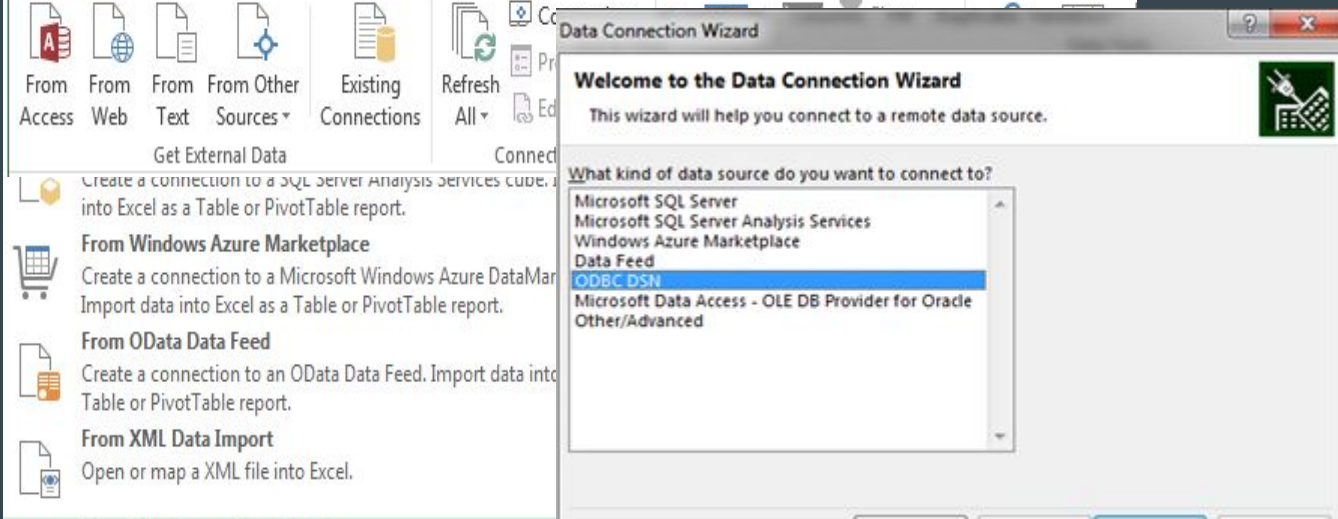 From Access
From Web
From Text
From Other Sources
Existing Connections
Refresh All
Get External Data
Create a connection to a SQL Server Analysis Services cube.
into Excel as a Table or PivotTable report.
From Windows Azure Marketplace
Create a connection to a Microsoft Windows Azure DataMar
Import data into Excel as a Table or PivotTable report.
From OData Data Feed
Create a connection to an OData Data Feed. Import data into
Table or PivotTable report.
From XML Data Import
Open or map a XML file into Excel.
Data Connection Wizard
Welcome to the Data Connection Wizard
This wizard will help you connect to a remote data source.
What kind of data source do you want to connect to?
Microsoft SQL Server
Microsoft SQL Server Analysis Services
Windows Azure Marketplace
Data Feed
ODBC DSN
Microsoft Data Access - OLE DB Provider for Oracle
Other/Advanced